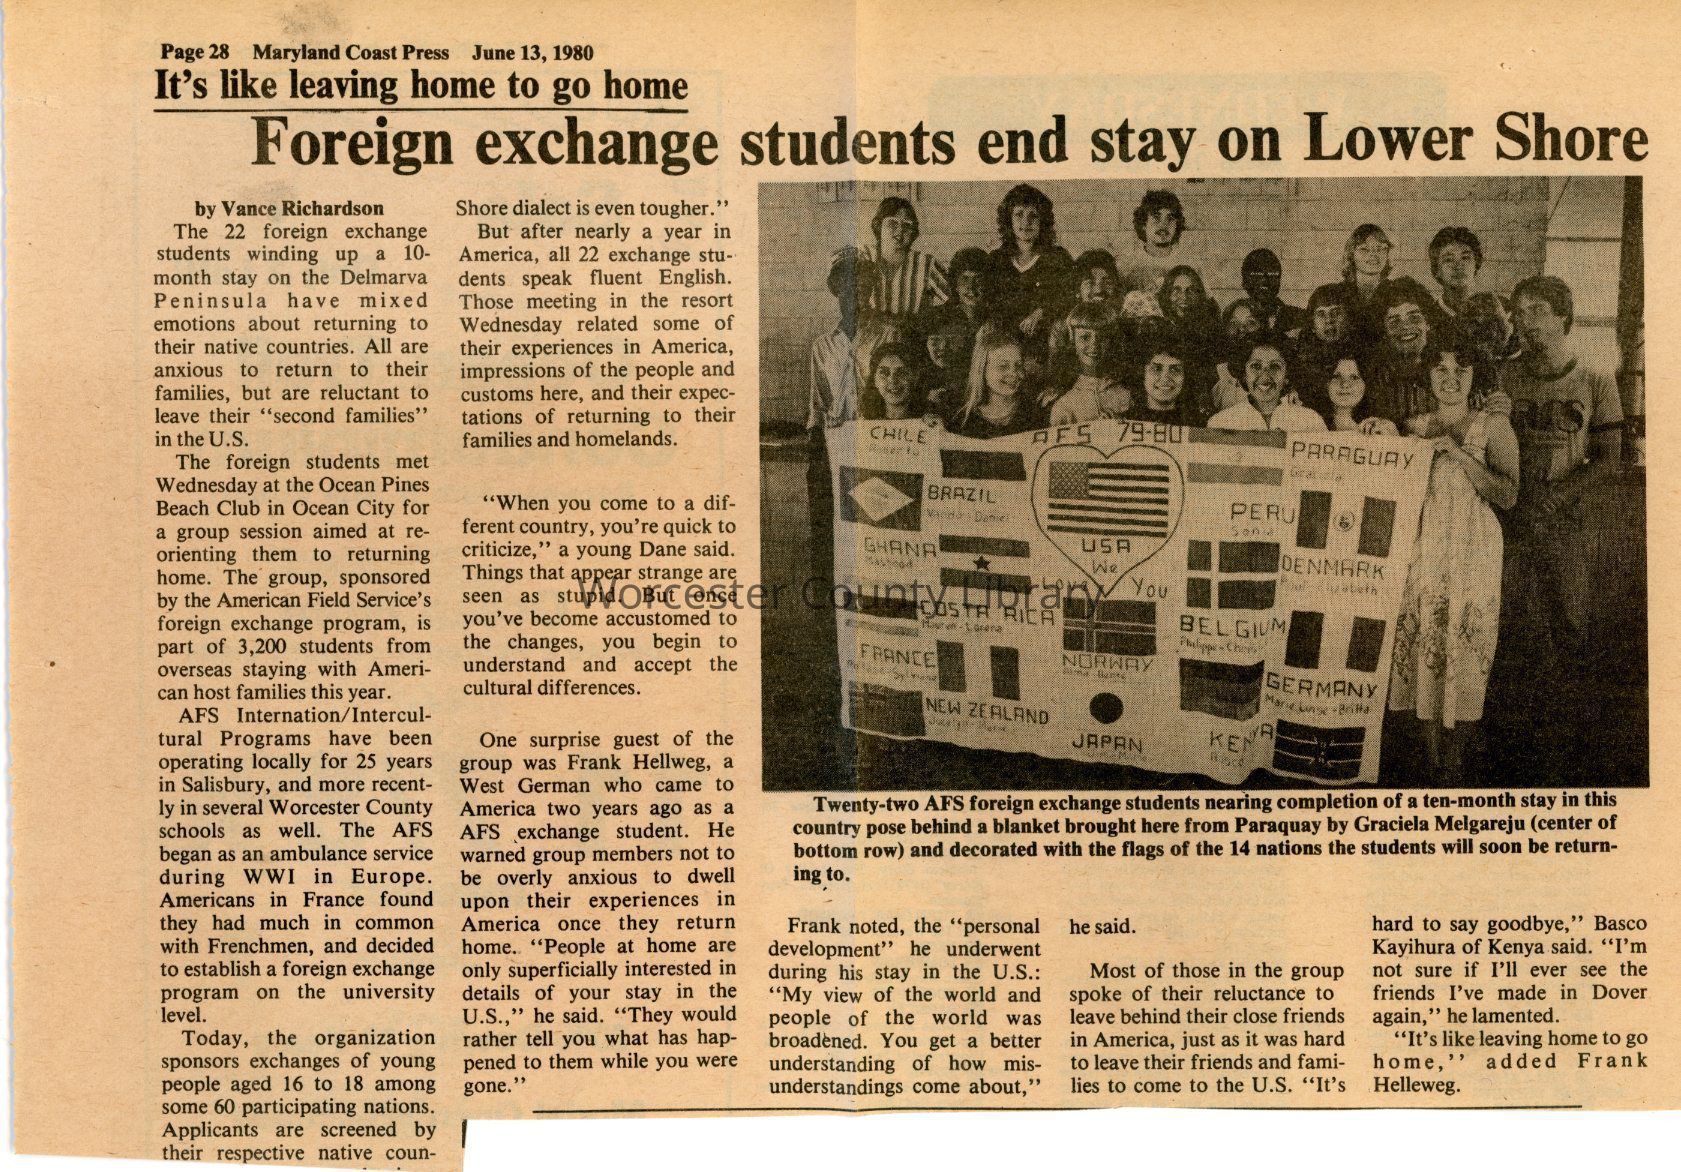 Page 28 Maryland Coast Press June 13, 1980
It's like leaving home to go home
Foreign exchange students end stay on Lower Shore
by Vance Richardson
The 22 foreign exchange
students winding up a 10-
month stay on the Delmarva
Peninsula have mixed
emotions about returning to
their native countries. All are
anxious to return to their
families, but are reluctant to
leave their "second families"
in the U.S.
The foreign students met
Wednesday at the Ocean Pines
Beach Club in Ocean City for
a group session aimed at re-
orienting them to returning
home. The group, sponsored
by the American Field Service's
foreign exchange program, is
part of 3,200 students from
overseas staying with Ameri-
can host families this year.
AFS Internation/Intercul-
tural Programs have been
operating locally for 25 years
in Salisbury, and more recent-
ly in several Worcester County
schools as well. The AFS
began as an ambulance service
during WWI in Europe.
Americans in France found
they had much in common
with Frenchmen, and decided
to establish a foreign exchange
program on the university
level.
Today, the organization
sponsors exchanges of young
people aged 16 to 18 among
some 60 participating nations.
Applicants are screened by
their respective native coun-
Shore dialect is even tougher."
But after nearly a year in
America, all 22 exchange stu-
dents speak fluent English.
Those meeting in the resort
Wednesday related some of
their experiences in America,
impressions of the people and
customs here, and their expec-
tations of returning to their
families and homelands.
"When you come to a dif-
ferent country, you're quick to
criticize," a young Dane said.
Things that appear strange are
seen as stupid. But once
you've become accustomed to
the changes, you begin to
understand and accept the
cultural differences.
One surprise guest of the
group was Frank Hellweg, a
West German who came to
America two years ago as a
AFS exchange student. He
warned group members not to
be overly anxious to dwell
upon their experiences in
America once they return
home. "People at home are
only superficially interested in
details of your stay in the
U.S.," he said. "They would
rather tell you what has hap-
pened to them while you were
gone."
CHILE
AFS 79-80
PARAGUAY
BRAZIL
PERU
GHANA
USA
We
Love You
DENMARK
COSTA RICA
BELGIUM
FRANCE
NORWAY
GERMANY
NEW ZEALAND
JAPAN
KENYA
Worcester County Library
Twenty-two AFS foreign exchange students nearing completion of a ten-month stay in this
country pose behind a blanket brought here from Paraquay by Graciela Melgareju (center of
bottom row) and decorated with the flags of the 14 nations the students will soon be return-
ing to.
Frank noted, the "personal
development" he underwent
during his stay in the U.S.:
"My view of the world and
people of the world was
broadened. You get a better
understanding of how mis-
understandings come about,"
he said.
Most of those in the group
spoke of their reluctance to
leave behind their close friends
in America, just as it was hard
to leave their friends and fami-
lies to come to the U.S. "It's
hard to say goodbye," Basco
Kayihura of Kenya said. "I'm
not sure if I'll ever see the
friends I've made in Dover
again," he lamented.
"It's like leaving home to go
home," added Frank
Helleweg.